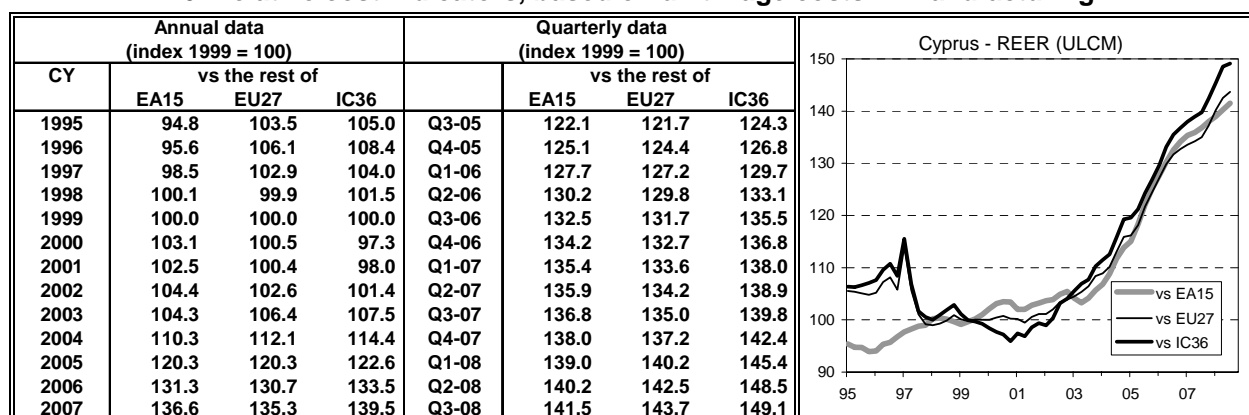 Annual data Quarterly data
(index 1999 = 100) (index 1999 = 100)
CY vs the rest of vs the rest of
EA15 EU27 IC36 EA15 EU27 IC36
1995 94.8 103.5 105.0 Q3-05 122.1 121.7 124.3
1996 95.6 106.1 108.4 Q4-05 125.1 124.4 126.8
1997 98.5 102.9 104.0 Q1-06 127.7 127.2 129.7
1998 100.1 99.9 101.5 Q2-06 130.2 129.8 133.1
1999 100.0 100.0 100.0 Q3-06 132.5 131.7 135.5
2000 103.1 100.5 97.3 Q4-06 134.2 132.7 136.8
2001 102.5 100.4 98.0 Q1-07 135.4 133.6 138.0
2002 104.4 102.6 101.4 Q2-07 135.9 134.2 138.9
2003 104.3 106.4 107.5 Q3-07 136.8 135.0 139.8
2004 110.3 112.1 114.4 Q4-07 138.0 137.2 142.4
2005 120.3 120.3 122.6 Q1-08 139.0 140.2 145.4
2006 131.3 130.7 133.5 Q2-08 140.2 142.5 148.5
2007 136.6 135.3 139.5 Q3-08 141.5 143.7 149.1
Cyprus - REER (ULCM)
150
140
130
120
110
100
90
vs EA15
vs EU27
vs IC36
95 97 99 01 03 05 07